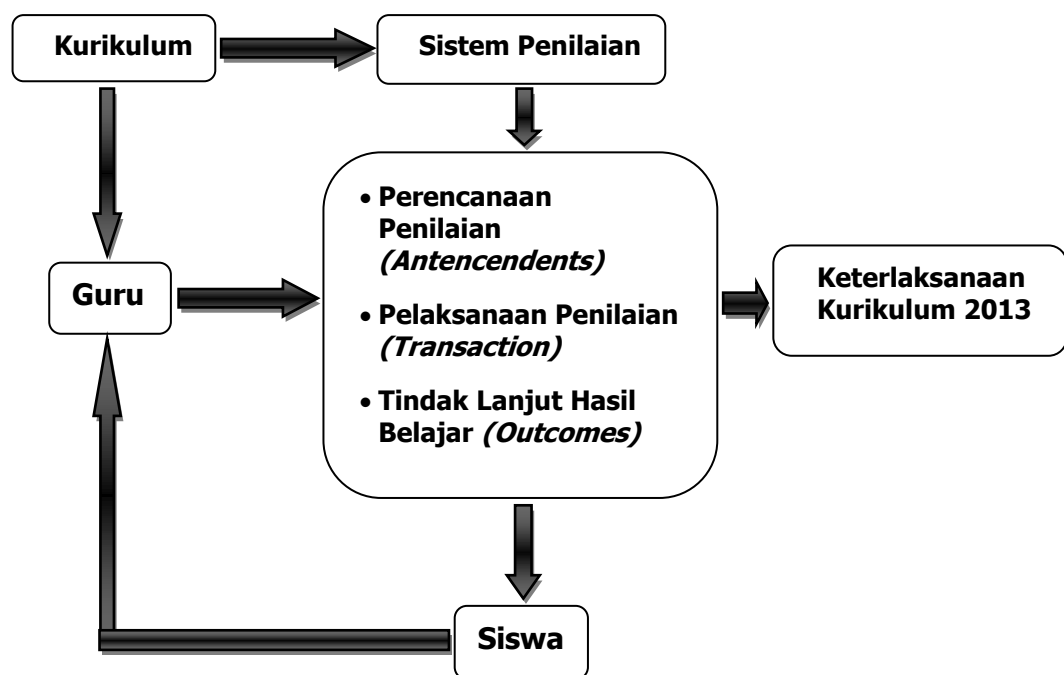 Kurikulum
Sistem Penilaian
• Perencanaan
Penilaian
(Antencendents)
• Pelaksanaan Penilaian
(Transaction)
• Tindak Lanjut Hasil
Belajar (Outcomes)
Guru
Keterlaksanaan
Kurikulum 2013
Siswa